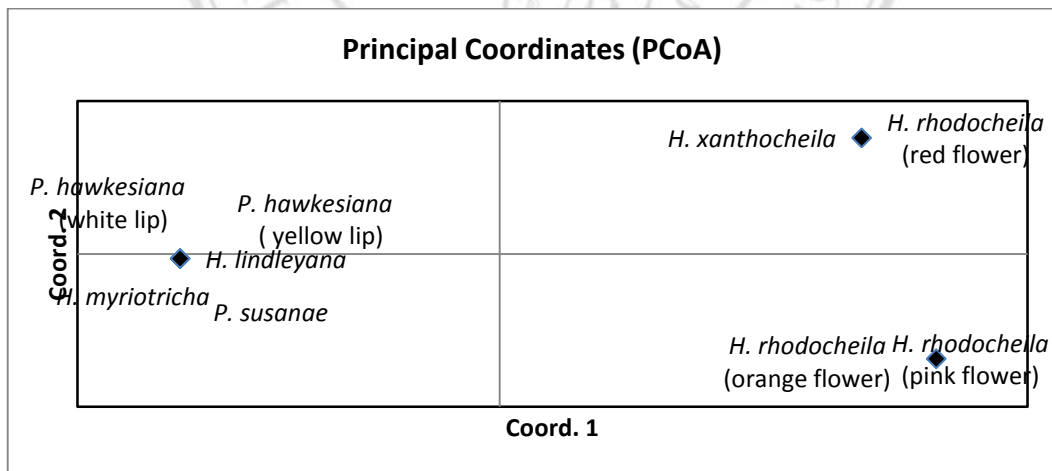 Principal Coordinates (PCoA)
H. rhodocheila
(red flower)
H. xanthocheila
P. hawkesiana
(white lip)
P. hawkesiana
( yellow lip)
H. lindleyana
H. myriotricha
P. susanae
H. rhodocheila
(orange flower)
H. rhodocheila
(pink flower)
Coord. 2
Coord. 1